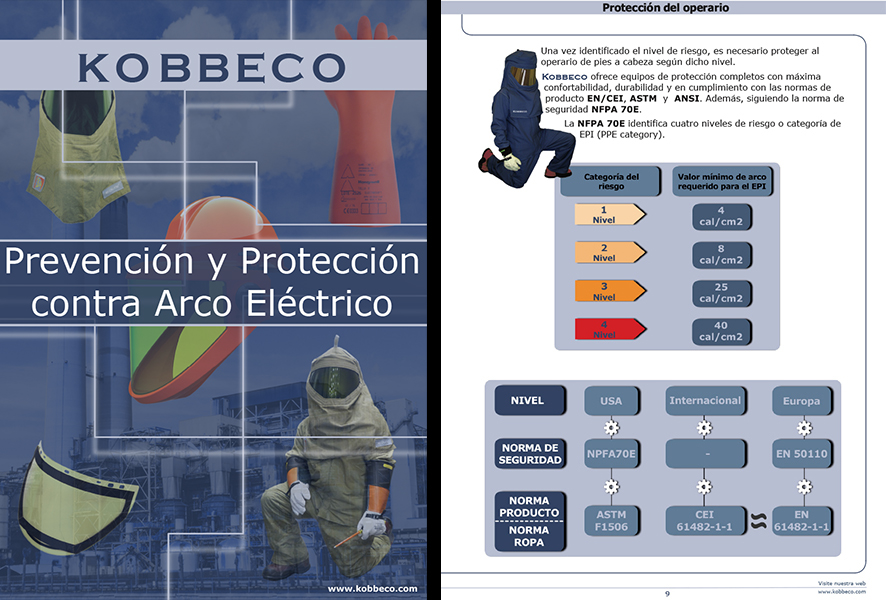 KOBBECO
Prevención y Protección
contra Arco Eléctrico
www.kobbeco.com
Protección del operario
Una vez identificado el nivel de riesgo, es necesario proteger al
operario de pies a cabeza según dicho nivel.
KOBBECO ofrece equipos de protección completos con máxima
confortabilidad, durabilidad y en cumplimiento con las normas de
producto EN/CEI, ASTM y ANSI. Además, siguiendo la norma de
seguridad NFPA 70E.
La NFPA 70E identifica cuatro niveles de riesgo o categoría de
EPI (PPE category).
Categoría del
riesgo
Valor mínimo de arco
requerido para el EPI
1
Nivel
4
cal/cm2
2
Nivel
8
cal/cm2
3
Nivel
25
cal/cm2
4
Nivel
40
cal/cm2
NIVEL
USA
Internacional
Europa
NORMA DE
SEGURIDAD
NPFA70E
-
EN 50110
NORMA
PRODUCTO
NORMA
ROPA
ASTM
F1506
CEI
61482-1-1
≈
EN
61482-1-1
Visite nuestra web
www.kobbeco.com
9